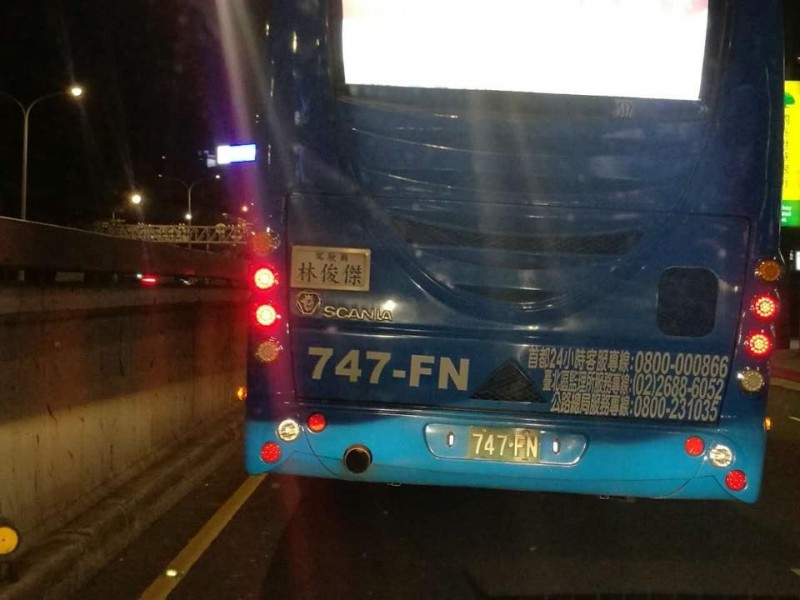 駕駛員
林俊傑
SCANIA
747-FN
首都24小時客服專線:0800-000866
臺北區監理所服務專線:(02)2688-6052
公路總局服務專線:0800-231035
747-FN